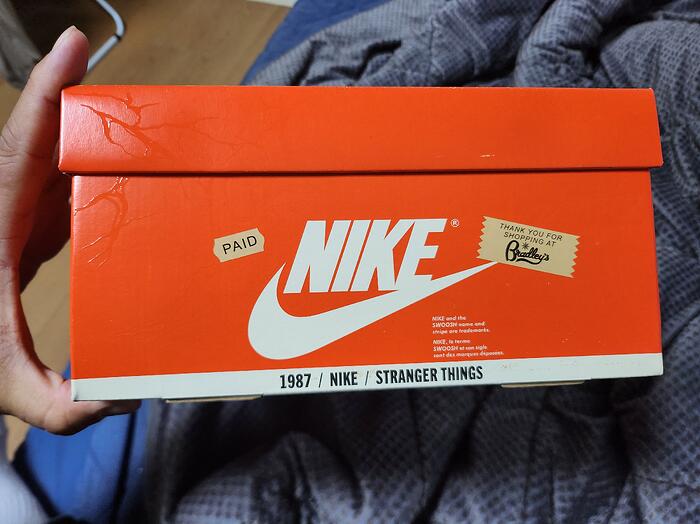 PAID
NIKE®
THANK YOU FOR
SHOPPING AT
Bradley's
NIKE and the
SWOOSH name and
stripe are trademarks.
NIKE, le terme
SWOOSH et son sigle
sont des marques déposées.
1987 / NIKE / STRANGER THINGS